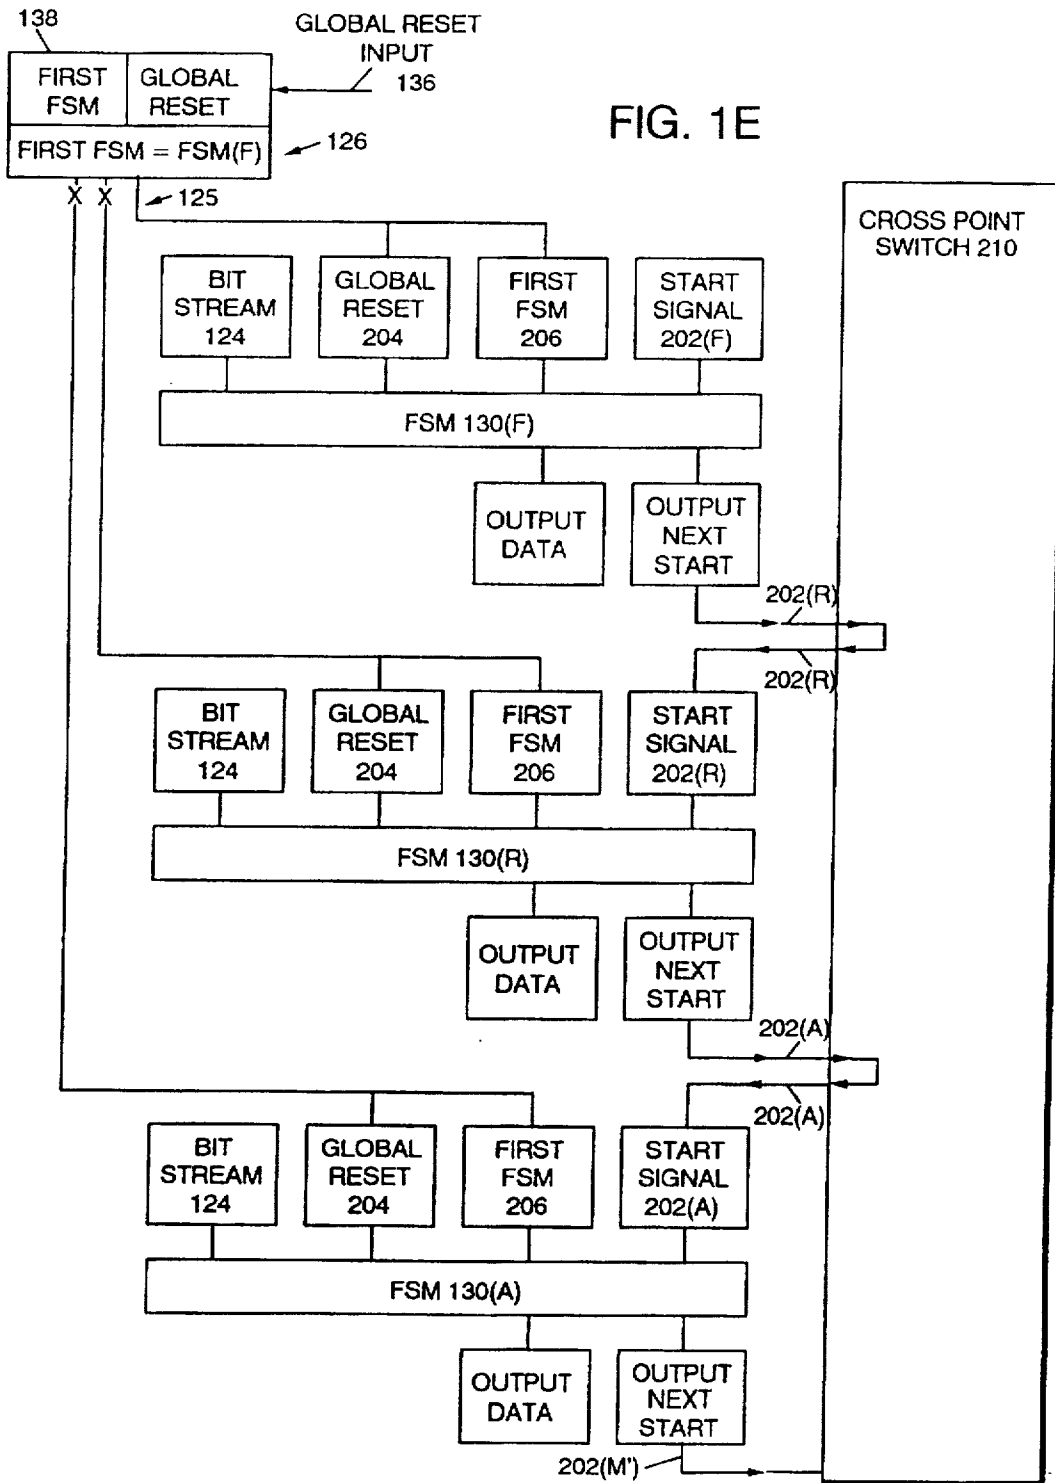 138
GLOBAL RESET
INPUT
136
FIRST
FSM
GLOBAL
RESET
FIRST FSM = FSM(F)
126
FIG. 1E
X X
125
CROSS POINT
SWITCH 210
BIT
STREAM
124
GLOBAL
RESET
204
FIRST
FSM
206
START
SIGNAL
202(F)
FSM 130(F)
OUTPUT
DATA
OUTPUT
NEXT
START
202(R)
202(R)
BIT
STREAM
124
GLOBAL
RESET
204
FIRST
FSM
206
START
SIGNAL
202(R)
FSM 130(R)
OUTPUT
DATA
OUTPUT
NEXT
START
202(A)
202(A)
BIT
STREAM
124
GLOBAL
RESET
204
FIRST
FSM
206
START
SIGNAL
202(A)
FSM 130(A)
OUTPUT
DATA
OUTPUT
NEXT
START
202(M')